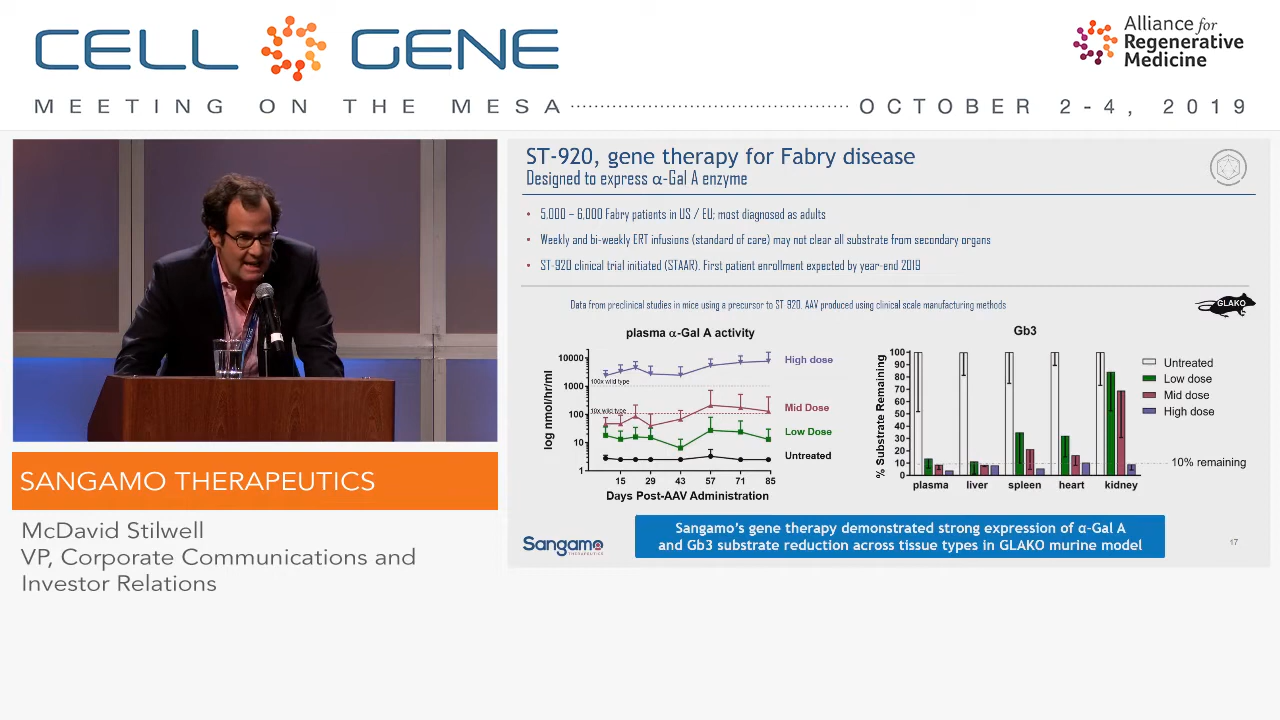 CELL GENE
MEETING ON THE MESA
OCTOBER 2-4, 2019
Alliance for
Regenerative
Medicine
SANGAMO THERAPEUTICS
McDavid Stilwell
VP, Corporate Communications and
Investor Relations
ST-920, gene therapy for Fabry disease
Designed to express α-Gal A enzyme
• 5,000 – 6,000 Fabry patients in US / EU; most diagnosed as adults
• Weekly and bi-weekly ERT infusions (standard of care) may not clear all substrate from secondary organs
• ST-920 clinical trial initiated (STAAR). First patient enrollment expected by year-end 2019
Data from preclinical studies in mice using a precursor to ST 920. AAV produced using clinical scale manufacturing methods
GLAKO
plasma α-Gal A activity
log nmol/hr/ml
10000
1000
100
10
1
100x wild type
10x wild type
High dose
Mid Dose
Low Dose
Untreated
15 29 43 57 71 85
Days Post-AAV Administration
Gb3
% Substrate Remaining
100
90
80
70
60
50
40
30
20
10
0
plasma liver spleen heart kidney
Untreated
Low dose
Mid dose
High dose
10% remaining
Sangamo's gene therapy demonstrated strong expression of α-Gal A
and Gb3 substrate reduction across tissue types in GLAKO murine model
Sangamo
THERAPEUTICS
17